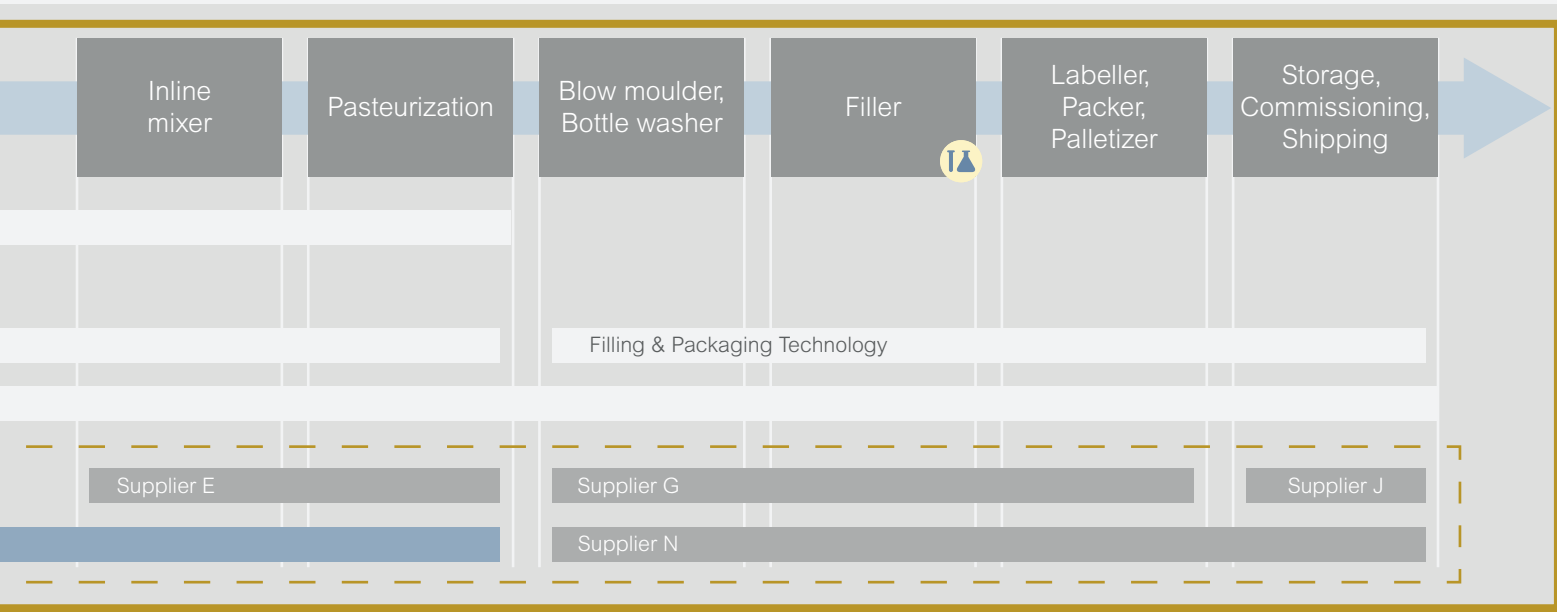 Inline
mixer
Pasteurization
Blow moulder,
Bottle washer
Filler
Labeller,
Packer,
Palletizer
Storage,
Commissioning,
Shipping
Filling & Packaging Technology
Supplier E
Supplier G
Supplier J
Supplier N